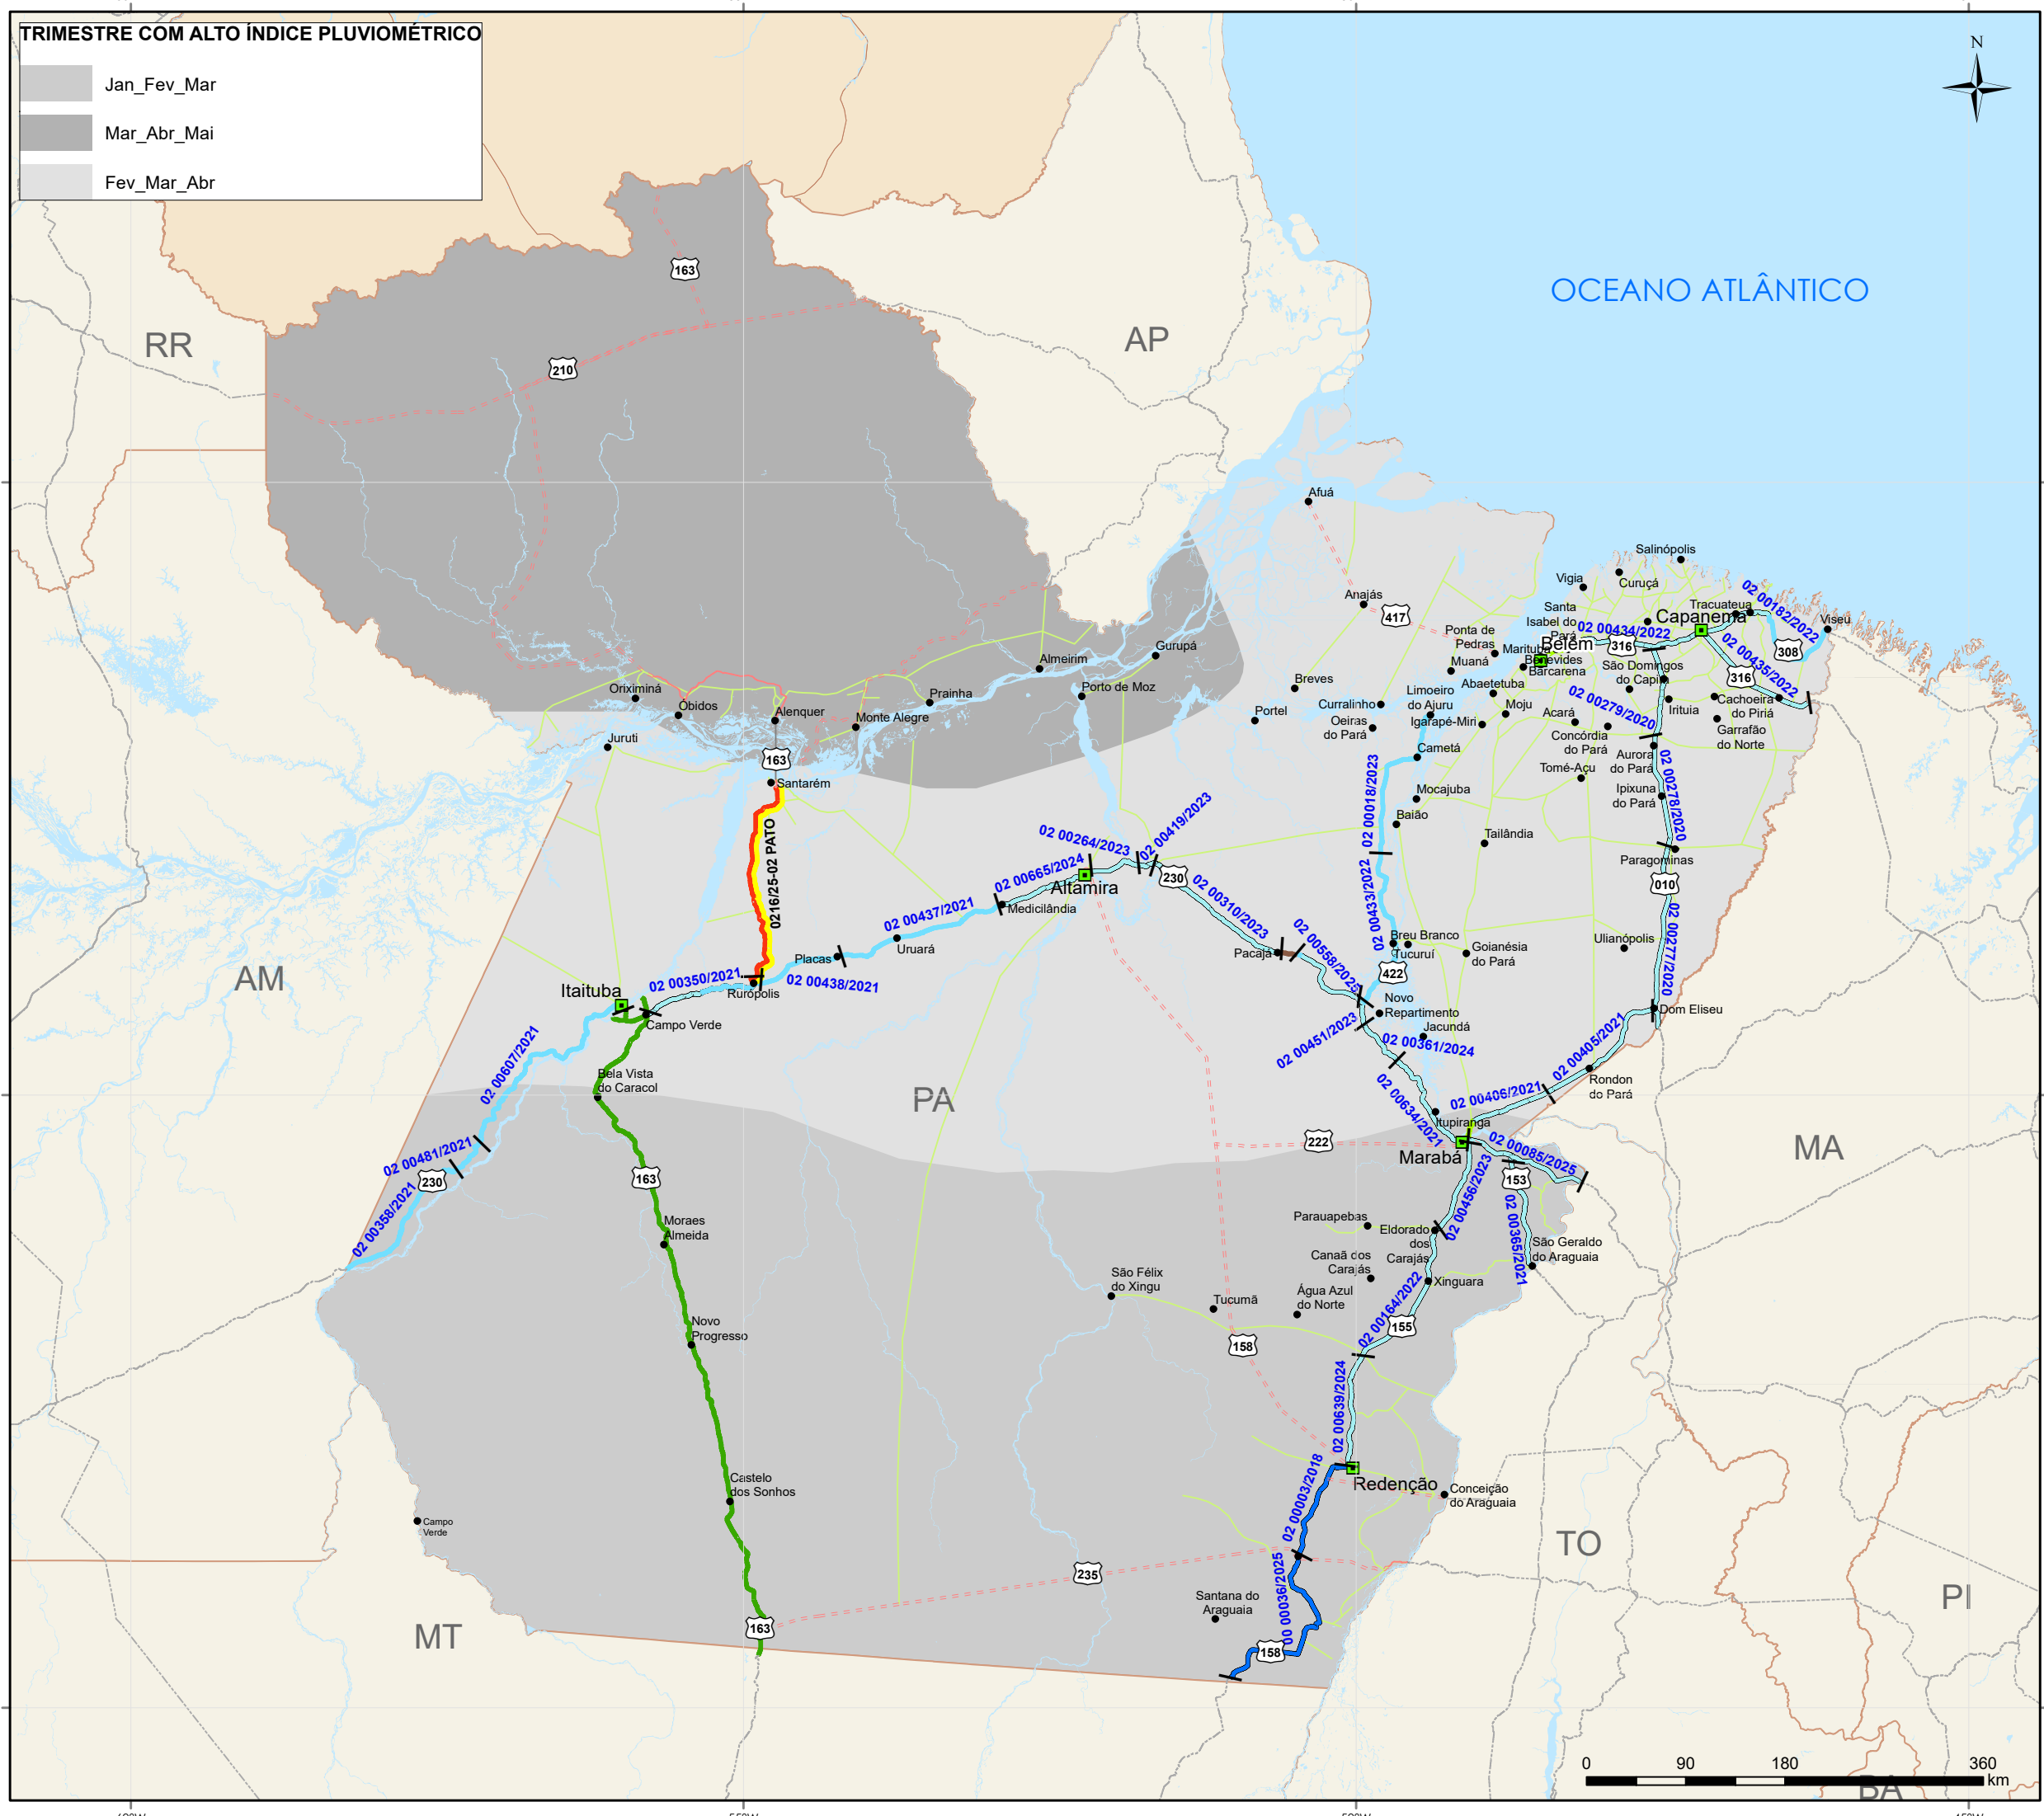 TRIMESTRE COM ALTO ÍNDICE PLUVIOMÉTRICO
Jan_Fev_Mar
Mar_Abr_Mai
Fev_Mar_Abr
N
OCEANO ATLÂNTICO
RR
AP
AM
PA
MA
MT
TO
PI
BA
163
210
Afuá
Anajás
417
Salinópolis
Vigia
Curuçá
Santa
Isabel do
Pará
Capanema
Tracuateua
02 00182/2022
Viseu
308
02 00434/2022
316
Belém
Ponta de
Pedras
Marituba
Benevides
Barcarena
Muaná
São Domingos
do Capim
02 00435/2022
316
Abaetetuba
Breves
Curralinho
Limoeiro
do Ajuru
Portel
Oeiras
do Pará
Igarapé-Miri
Moju
Acará
02 00279/2020
Irituia
Cachoeira
do Piriá
Garrafão
do Norte
Concórdia
do Pará
Cametá
Aurora
do Pará
Tomé-Açu
Ipixuna
do Pará
02 00278/2020
Mocajuba
Baião
Tailândia
Paragominas
010
02 00018/2023
02 00433/2022
02 00277/2020
Oriximiná
Óbidos
Alenquer
Monte Alegre
Prainha
Almeirim
Gurupá
Porto de Moz
Juruti
163
Santarém
0216/25-02 PATO
02 00264/2023
02 00419/2023
02 00665/2024
Altamira
230
Medicilândia
02 00437/2021
Uruará
Placas
02 00438/2021
02 00350/2021
Rurópolis
Itaituba
Campo Verde
02 00310/2023
Pacajá
02 00558/2025
Breu Branco
Tucuruí
Goianésia
do Pará
Ulianópolis
422
Novo
Repartimento
Jacundá
Dom Eliseu
02 00451/2023
02 00361/2024
02 00405/2021
Rondon
do Pará
02 00406/2021
02 00634/2021
Itupiranga
Marabá
222
02 00085/2025
153
02 00456/2023
02 00365/2021
02 00607/2021
Bela Vista
do Caracol
02 00481/2021
230
02 00358/2021
163
Moraes
Almeida
Parauapebas
Eldorado
dos
Carajás
Canaã dos
Carajás
São Geraldo
do Araguaia
Xinguara
São Félix
do Xingu
Tucumã
Água Azul
do Norte
02 00164/2022
155
158
Novo
Progresso
02 00639/2024
Redenção
Conceição
do Araguaia
02 00003/2018
Castelo
dos Sonhos
Campo
Verde
235
00 00036/2025
Santana do
Araguaia
158
163
0 90 180 360
km